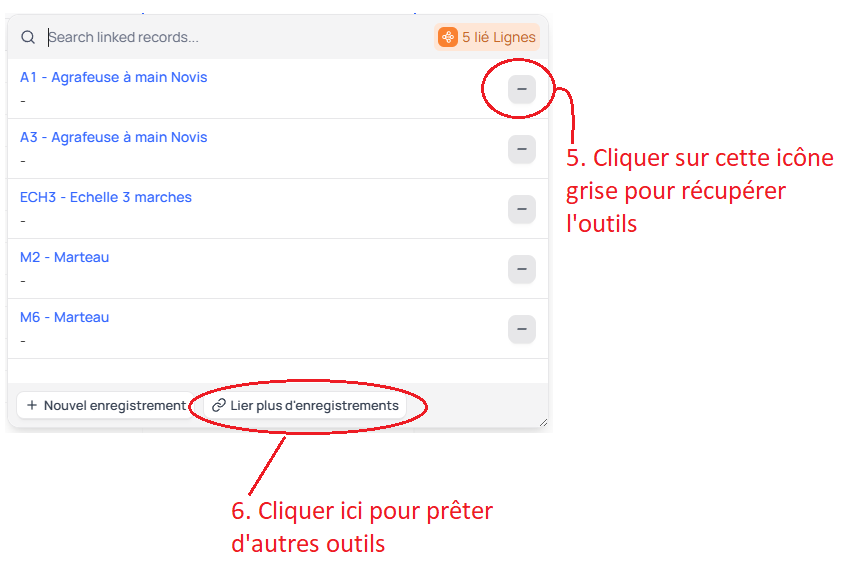 Search linked records... 5 lié Lignes
A1 - Agrafeuse à main Novis
-
A3 - Agrafeuse à main Novis
-
ECH3 - Echelle 3 marches
-
M2 - Marteau
-
M6 - Marteau
-
+ Nouvel enregistrement Lier plus d'enregistrements
5. Cliquer sur cette icône
grise pour récupérer
l'outils
6. Cliquer ici pour prêter
d'autres outils